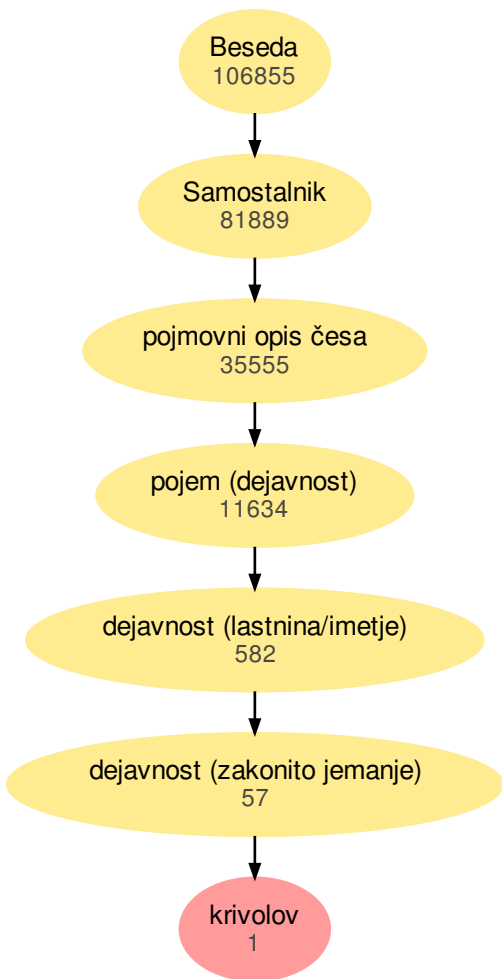 Beseda
106855
Samostalnik
81889
pojmovni opis česa
35555
pojem (dejavnost)
11634
dejavnost (lastnina/imetje)
582
dejavnost (zakonito jemanje)
57
krivolov
1